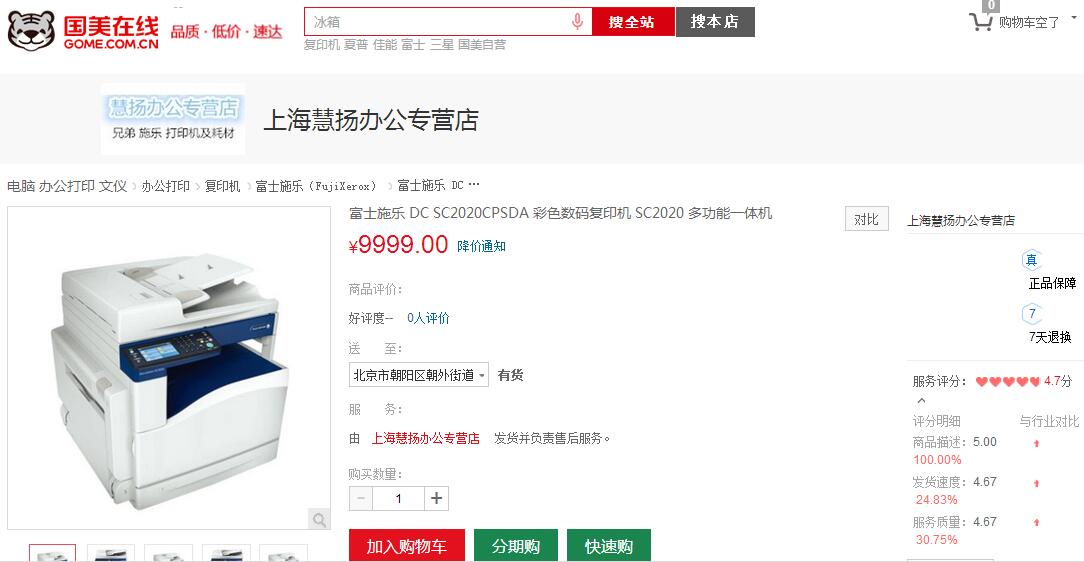 国美在线
GOME.COM.CN
品质·低价·速达
冰箱
搜全站
搜本店
0
购物车空了
复印机 夏普 佳能 富士 三星 国美自营
慧扬办公专营店
兄弟 施乐 打印机及耗材
上海慧扬办公专营店
电脑 办公打印 文仪 > 办公打印 > 复印机 > 富士施乐（FujiXerox） > 富士施乐 DC ···
富士施乐 DC SC2020CPSDA 彩色数码复印机 SC2020 多功能一体机
对比
¥9999.00 降价通知
商品评价：
好评度-- 0人评价
送 至：
北京市朝阳区朝外街道
有货
服 务：
由 上海慧扬办公专营店 发货并负责售后服务。
购买数量：
− 1 +
加入购物车
分期购
快速购
上海慧扬办公专营店
真
正品保障
7
7天退换
服务评分： 4.7分
评分明细 与行业对比
商品描述： 5.00
100.00%
发货速度： 4.67
24.83%
服务质量： 4.67
30.75%